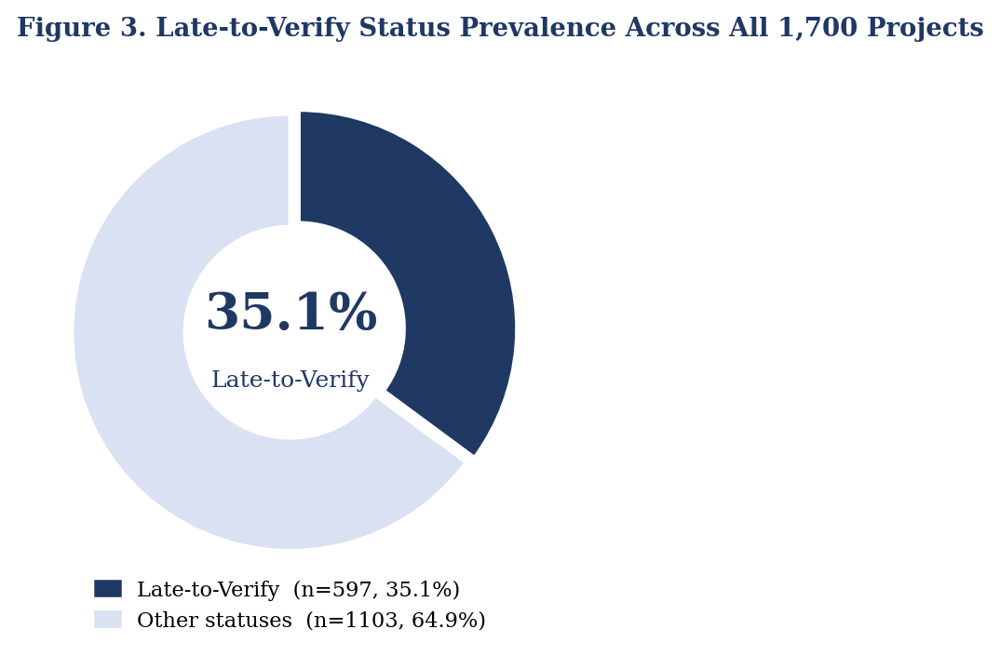 Figure 3. Late-to-Verify Status Prevalence Across All 1,700 Projects
35.1%
Late-to-Verify
Late-to-Verify  (n=597, 35.1%)
Other statuses  (n=1103, 64.9%)